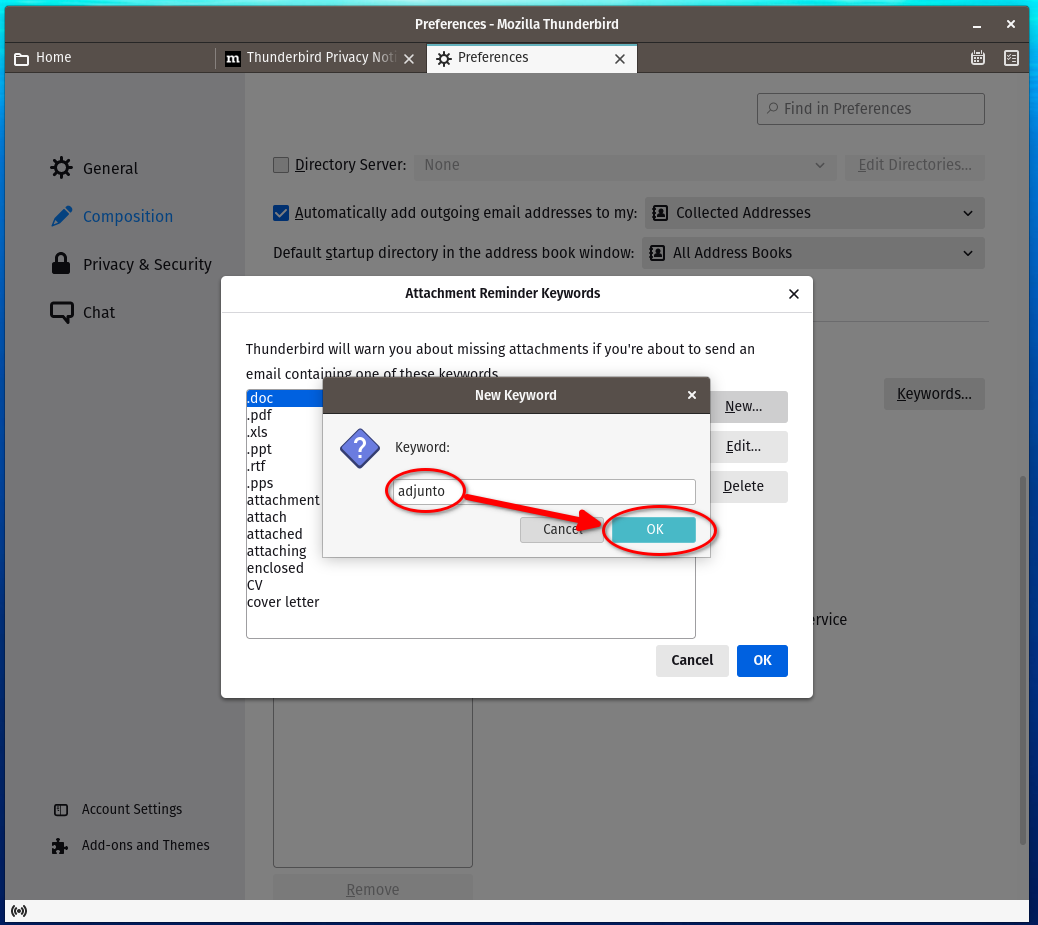 Preferences - Mozilla Thunderbird
Home
Thunderbird Privacy Noti
Preferences
Find in Preferences
General
Composition
Privacy & Security
Chat
Directory Server:
None
Edit Directories...
Automatically add outgoing email addresses to my:
Collected Addresses
Default startup directory in the address book window:
All Address Books
Attachment Reminder Keywords
Thunderbird will warn you about missing attachments if you're about to send an
email containing one of these keywords
Keywords...
.doc
.pdf
.xls
.ppt
.rtf
.pps
attachment
attach
attached
attaching
enclosed
CV
cover letter
New Keyword
Keyword:
adjunto
Cancel
OK
New...
Edit...
Delete
ervice
Cancel
OK
Account Settings
Add-ons and Themes
Remove